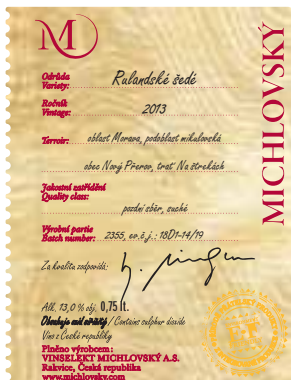 M
MICHLOVSKÝ
Odrůda
Variety: Rulandské šedé
Ročník
Vintage: 2013
Terroir: oblast Morava, podoblast mikulovská
obec Nový Přerov, trať Na štrekách
Jakostní zatřídění
Quality class:
pozdní sběr, suché
Výrobní partie
Batch number: 2355, ev.č.j.: 18D1-14/19
Za kvalitu zodpovídá:
Alk. 13,0 % obj. 0,75 lt.
Obsahuje oxid siřičitý / Contains sulphur dioxide
Víno z České republiky
Plněno výrobcem:
VINSELEKT MICHLOVSKÝ A.S.
Rakvice, Česká republika
www.michlovsky.com